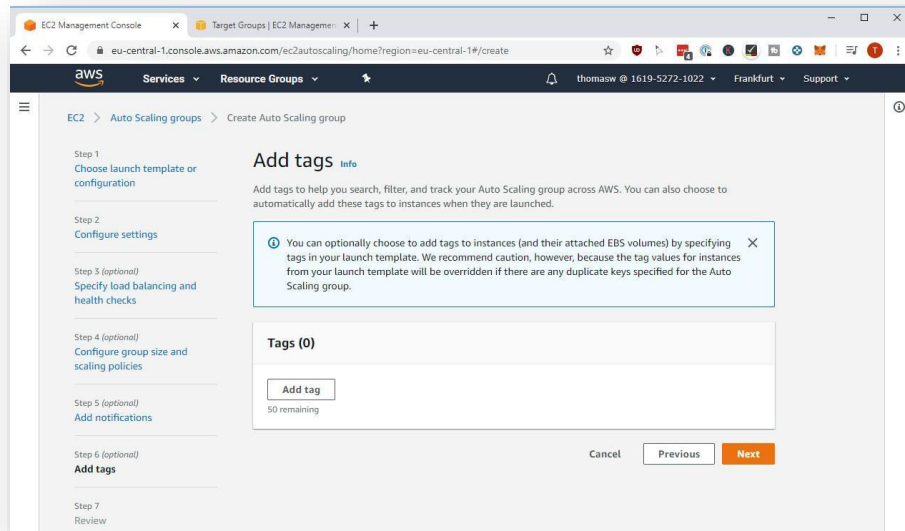 EC2 Management Console
Target Groups | EC2 Managemen
eu-central-1.console.aws.amazon.com/ec2autoscaling/home?region=eu-central-1#/create
aws
Services
Resource Groups
thomasw @ 1619-5272-1022
Frankfurt
Support
EC2 > Auto Scaling groups > Create Auto Scaling group
Step 1
Choose launch template or
configuration
Step 2
Configure settings
Step 3 (optional)
Specify load balancing and
health checks
Step 4 (optional)
Configure group size and
scaling policies
Step 5 (optional)
Add notifications
Step 6 (optional)
Add tags
Step 7
Review
Add tags Info
Add tags to help you search, filter, and track your Auto Scaling group across AWS. You can also choose to
automatically add these tags to instances when they are launched.
You can optionally choose to add tags to instances (and their attached EBS volumes) by specifying
tags in your launch template. We recommend caution, however, because the tag values for instances
from your launch template will be overridden if there are any duplicate keys specified for the Auto
Scaling group.
Tags (0)
Add tag
50 remaining
Cancel
Previous
Next